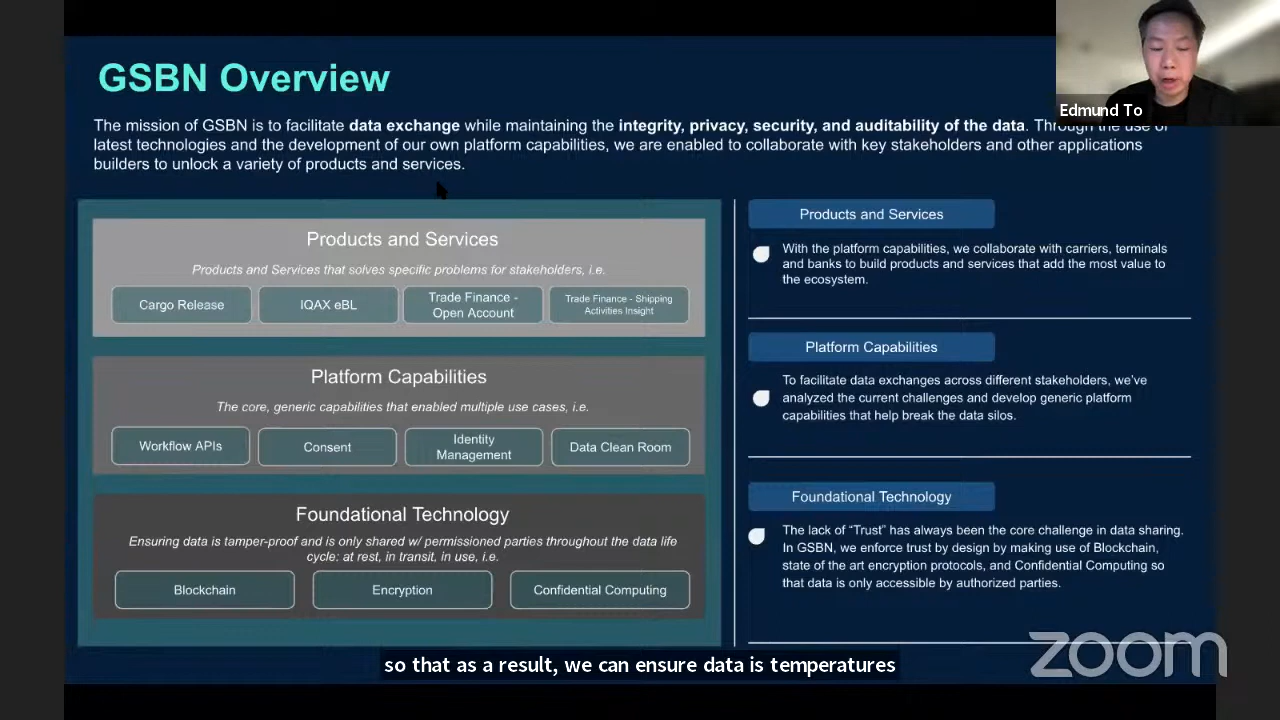 GSBN Overview
Edmund To
The mission of GSBN is to facilitate data exchange while maintaining the integrity, privacy, security, and auditability of the data. Through the use of
latest technologies and the development of our own platform capabilities, we are enabled to collaborate with key stakeholders and other applications
builders to unlock a variety of products and services.
Products and Services
Products and Services that solves specific problems for stakeholders, i.e.
Cargo Release
IQAX eBL
Trade Finance -
Open Account
Trade Finance - Shipping
Activities Insight
Platform Capabilities
The core, generic capabilities that enabled multiple use cases, i.e.
Workflow APIs
Consent
Identity
Management
Data Clean Room
Foundational Technology
Ensuring data is tamper-proof and is only shared w/ permissioned parties throughout the data life
cycle: at rest, in transit, in use, i.e.
Blockchain
Encryption
Confidential Computing
Products and Services
With the platform capabilities, we collaborate with carriers, terminals
and banks to build products and services that add the most value to
the ecosystem.
Platform Capabilities
To facilitate data exchanges across different stakeholders, we've
analyzed the current challenges and develop generic platform
capabilities that help break the data silos.
Foundational Technology
The lack of "Trust" has always been the core challenge in data sharing.
In GSBN, we enforce trust by design by making use of Blockchain,
state of the art encryption protocols, and Confidential Computing so
that data is only accessible by authorized parties.
zoom
so that as a result, we can ensure data is temperatures